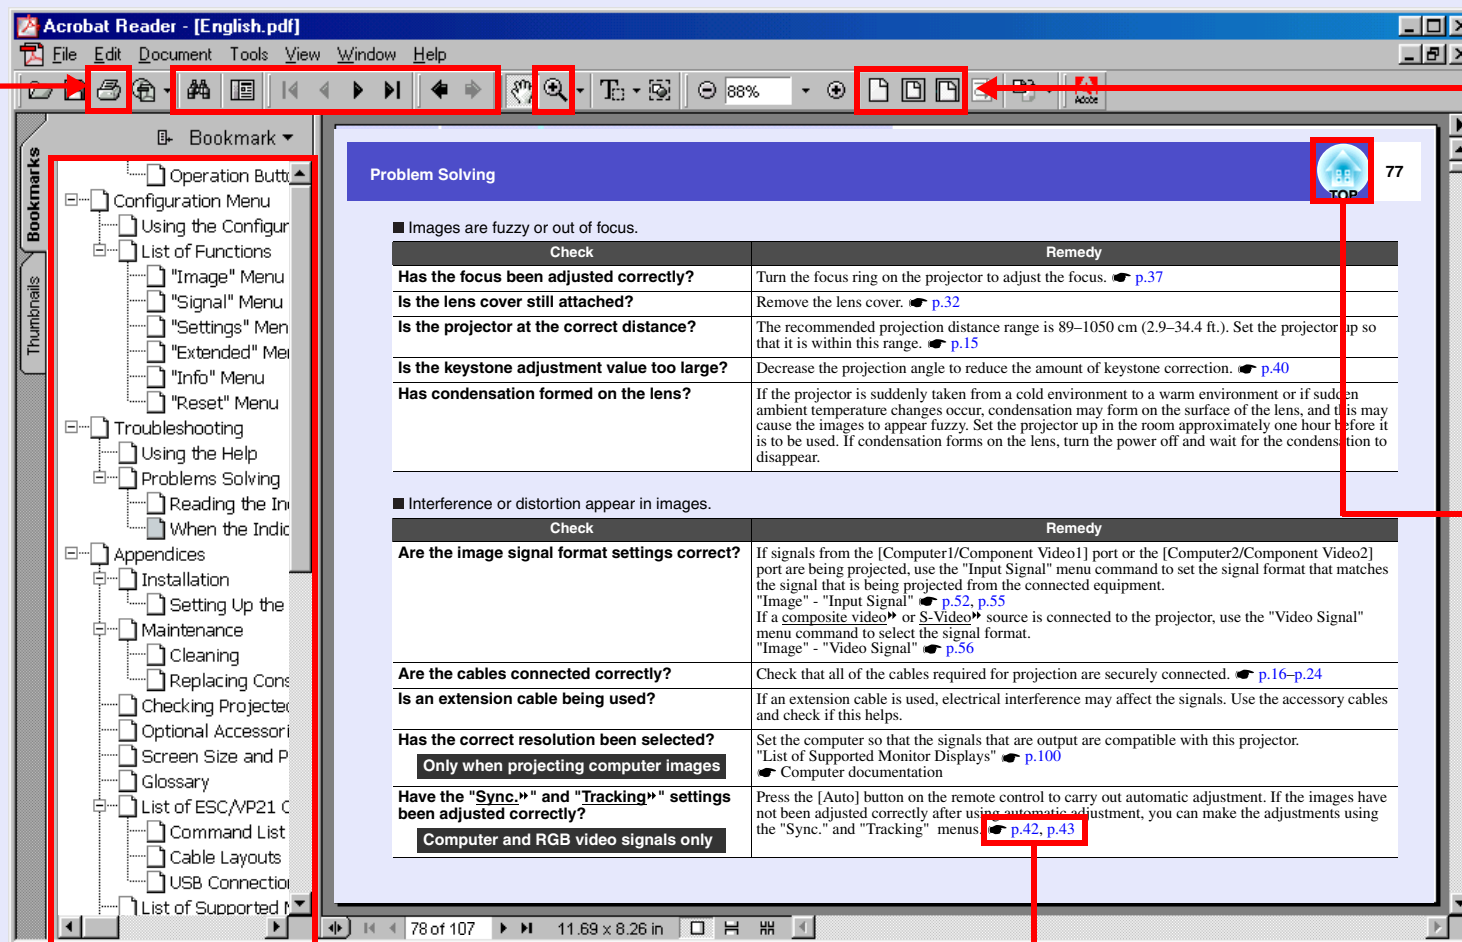 Acrobat Reader - [English.pdf]
File Edit Document Tools View Window Help
88%
Adobe
Bookmarks
Thumbnails
Bookmark
Operation Butt
Configuration Menu
Using the Configur
List of Functions
"Image" Menu
"Signal" Menu
"Settings" Men
"Extended" Me
"Info" Menu
"Reset" Menu
Troubleshooting
Using the Help
Problems Solving
Reading the In
When the Indic
Appendices
Installation
Setting Up the
Maintenance
Cleaning
Replacing Cons
Checking Projected
Optional Accessori
Screen Size and P
Glossary
List of ESC/VP21 C
Command List
Cable Layouts
USB Connection
List of Supported M
Problem Solving
TOP
77
■ Images are fuzzy or out of focus.
Check Remedy
Has the focus been adjusted correctly? Turn the focus ring on the projector to adjust the focus. ☛ p.37
Is the lens cover still attached? Remove the lens cover. ☛ p.32
Is the projector at the correct distance? The recommended projection distance range is 89–1050 cm (2.9–34.4 ft.). Set the projector up so
that it is within this range. ☛ p.15
Is the keystone adjustment value too large? Decrease the projection angle to reduce the amount of keystone correction. ☛ p.40
Has condensation formed on the lens? If the projector is suddenly taken from a cold environment to a warm environment or if sudden
ambient temperature changes occur, condensation may form on the surface of the lens, and this may
cause the images to appear fuzzy. Set the projector up in the room approximately one hour before it
is to be used. If condensation forms on the lens, turn the power off and wait for the condensation to
disappear.
■ Interference or distortion appear in images.
Check Remedy
Are the image signal format settings correct? If signals from the [Computer1/Component Video1] port or the [Computer2/Component Video2]
port are being projected, use the "Input Signal" menu command to set the signal format that matches
the signal that is being projected from the connected equipment.
"Image" - "Input Signal" ☛ p.52, p.55
If a composite video or S-Video source is connected to the projector, use the "Video Signal"
menu command to select the signal format.
"Image" - "Video Signal" ☛ p.56
Are the cables connected correctly? Check that all of the cables required for projection are securely connected. ☛ p.16–p.24
Is an extension cable being used? If an extension cable is used, electrical interference may affect the signals. Use the accessory cables
and check if this helps.
Has the correct resolution been selected? Set the computer so that the signals that are output are compatible with this projector.
Only when projecting computer images "List of Supported Monitor Displays" ☛ p.100
☛ Computer documentation
Have the "Sync." and "Tracking" settings Press the [Auto] button on the remote control to carry out automatic adjustment. If the images have
been adjusted correctly? not been adjusted correctly after using automatic adjustment, you can make the adjustments using
Computer and RGB video signals only the "Sync." and "Tracking" menus. ☛ p.42, p.43
78 of 107
11.69 x 8.26 in